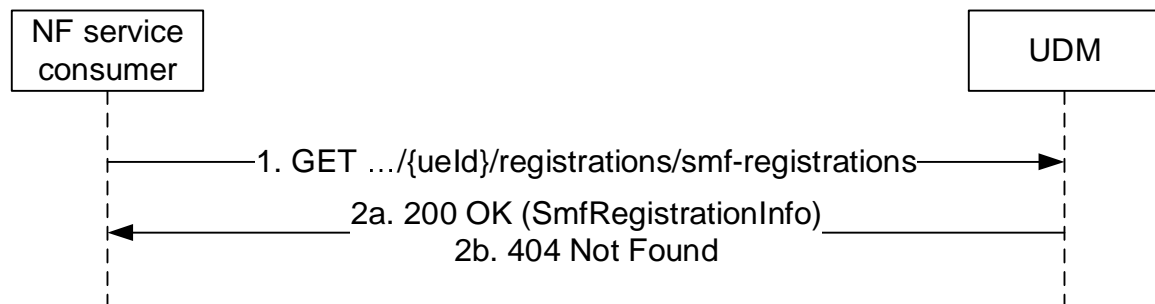 NF service
consumer
UDM
1. GET …/{ueId}/registrations/smf-registrations
2a. 200 OK (SmfRegistrationInfo)
2b. 404 Not Found